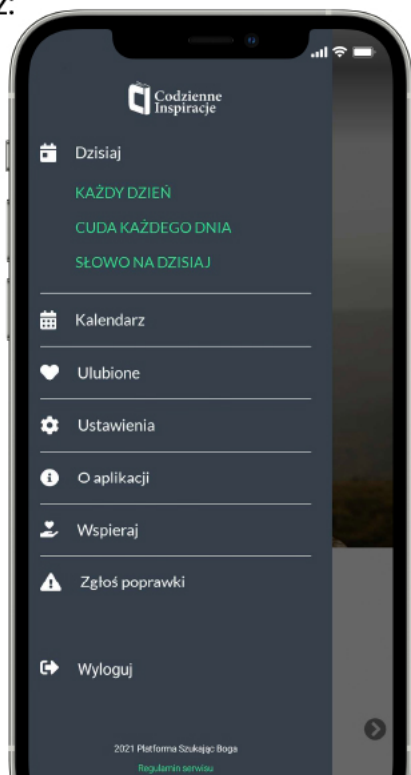 Codzienne
Inspiracje
Dzisiaj
KAŻDY DZIEŃ
CUDA KAŻDEGO DNIA
SŁOWO NA DZISIAJ
Kalendarz
Ulubione
Ustawienia
O aplikacji
Wspieraj
Zgłoś poprawki
Wyloguj
2021 Platforma Szukając Boga
Regulamin serwisu